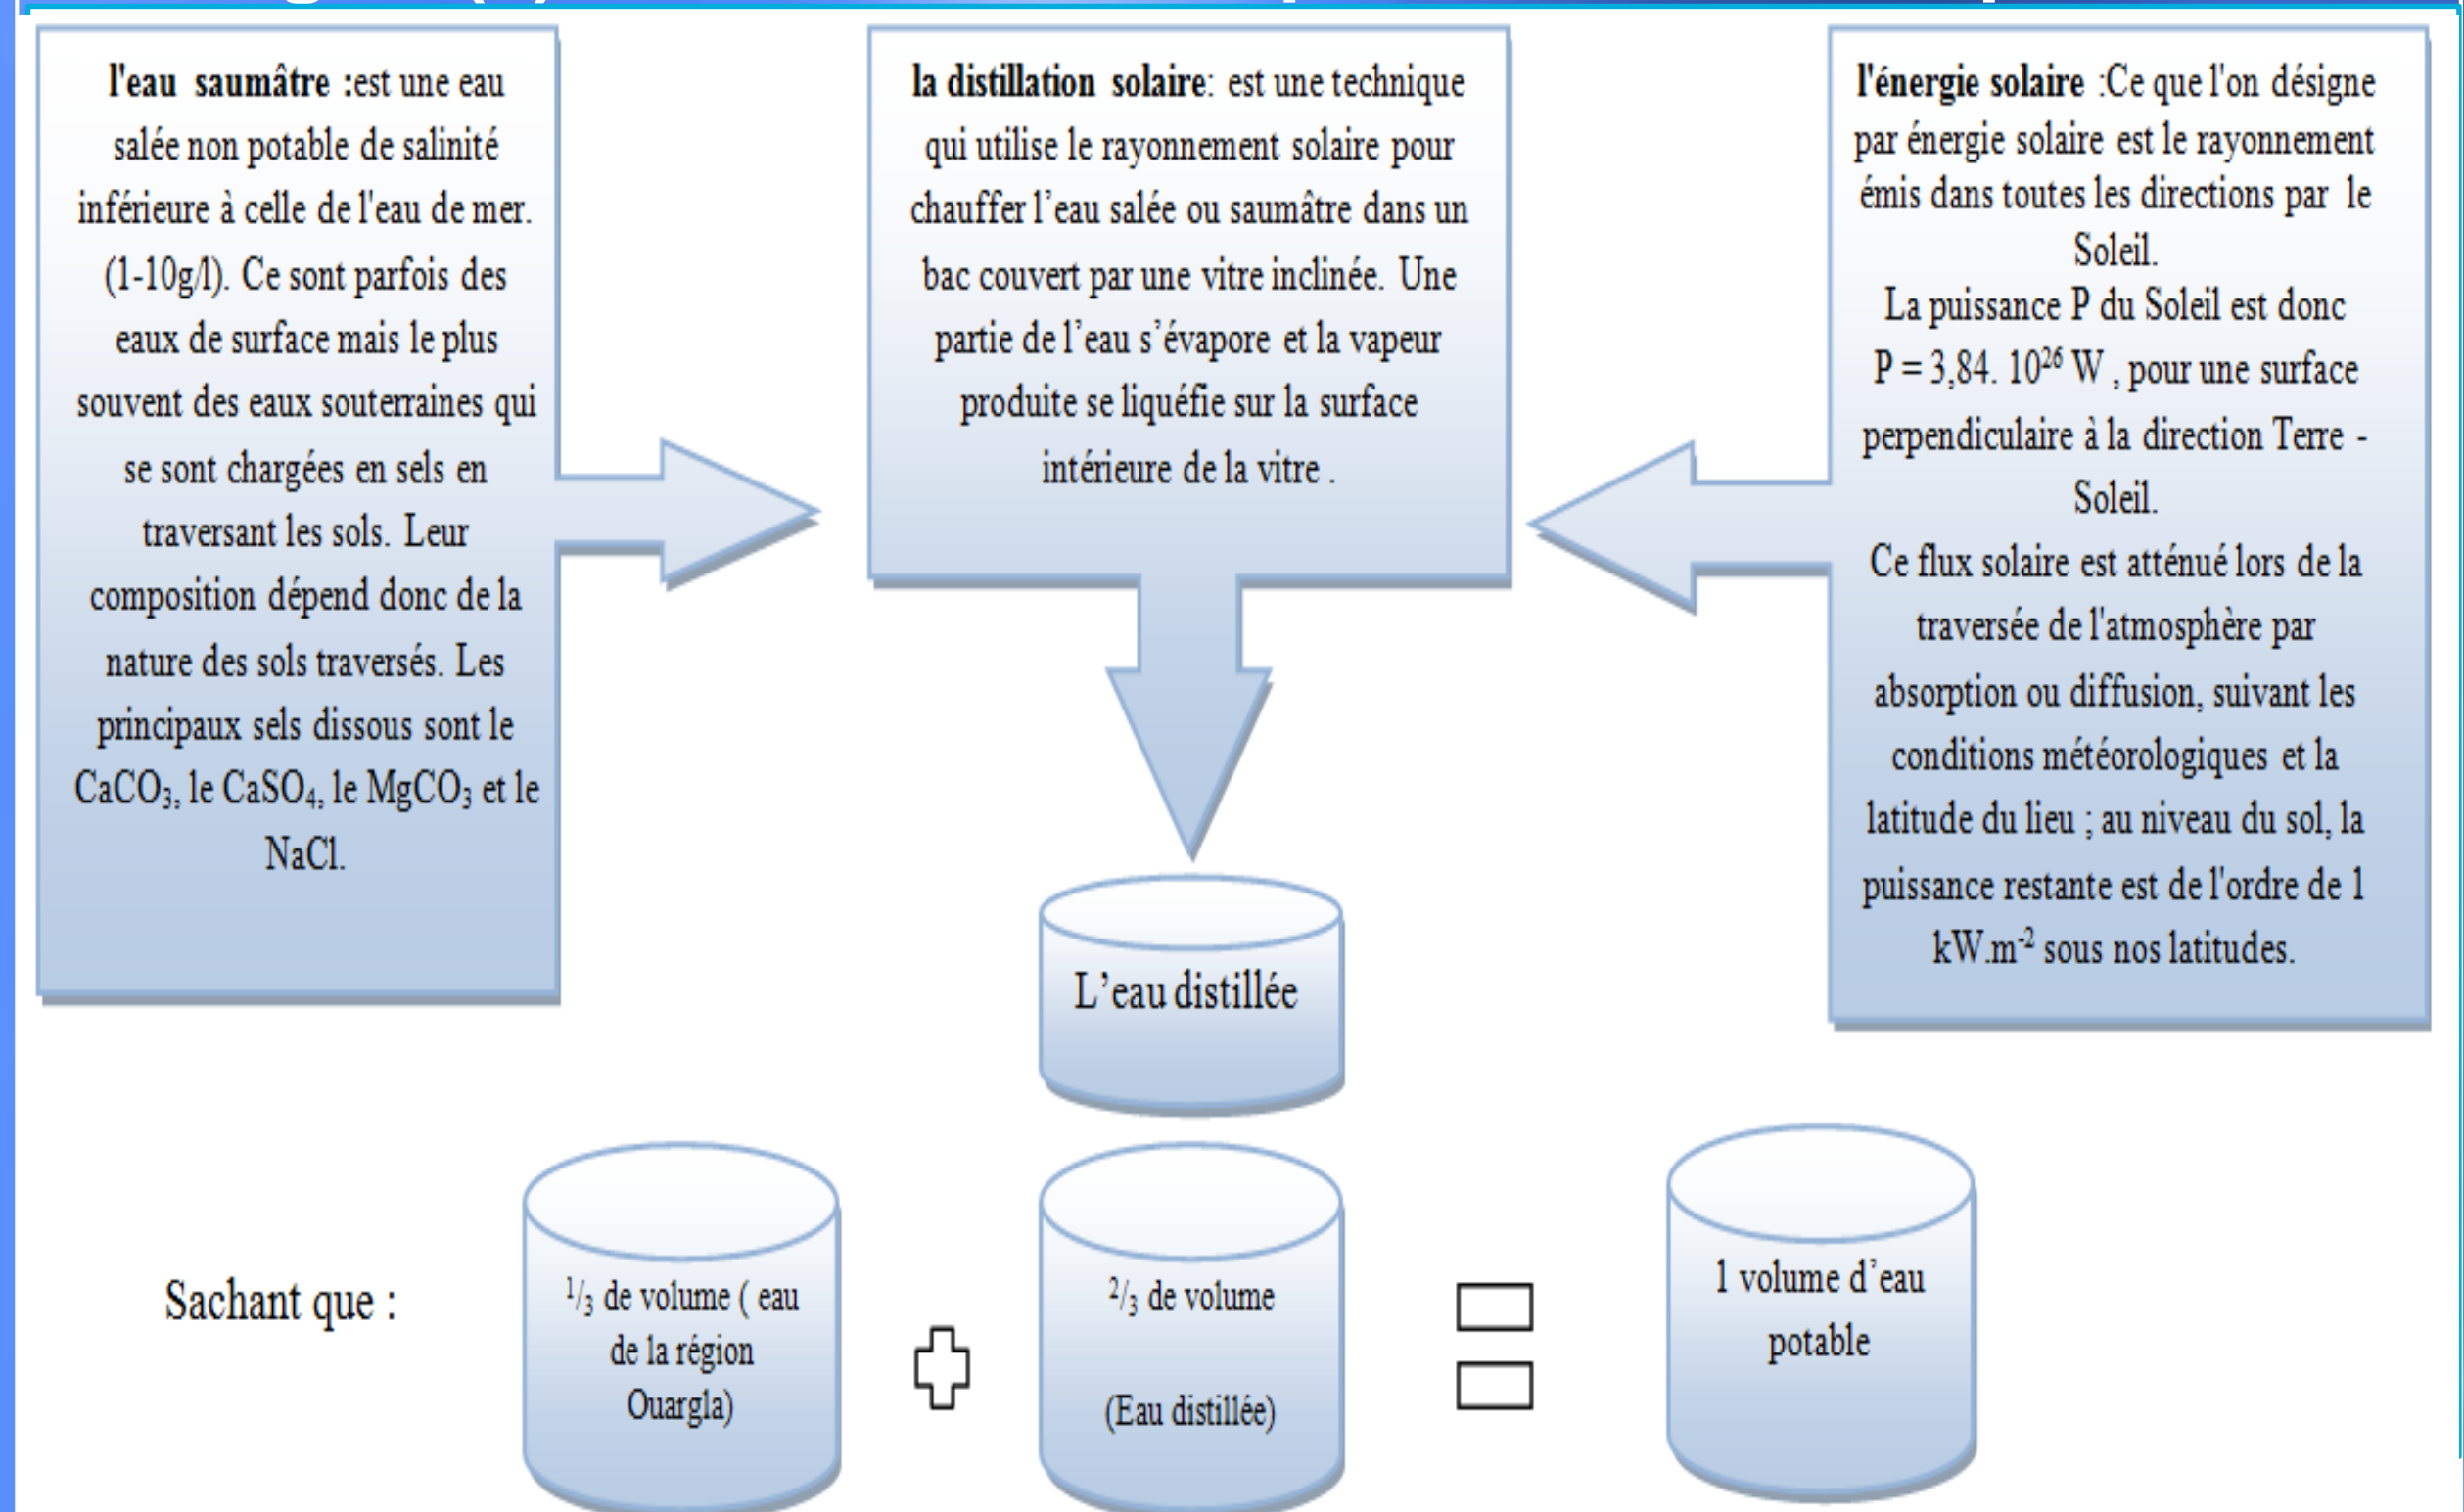 l'eau saumâtre :est une eau
salée non potable de salinité
inférieure à celle de l'eau de mer.
(1-10g/l). Ce sont parfois des
eaux de surface mais le plus
souvent des eaux souterraines qui
se sont chargées en sels en
traversant les sols. Leur
composition dépend donc de la
nature des sols traversés. Les
principaux sels dissous sont le
CaCO₃, le CaSO₄, le MgCO₃ et le
NaCl.
la distillation solaire: est une technique
qui utilise le rayonnement solaire pour
chauffer l’eau salée ou saumâtre dans un
bac couvert par une vitre inclinée. Une
partie de l’eau s’évapore et la vapeur
produite se liquéfie sur la surface
intérieure de la vitre .
l'énergie solaire :Ce que l'on désigne
par énergie solaire est le rayonnement
émis dans toutes les directions par le
Soleil.
La puissance P du Soleil est donc
P = 3,84. 10²⁶ W , pour une surface
perpendiculaire à la direction Terre -
Soleil.
Ce flux solaire est atténué lors de la
traversée de l'atmosphère par
absorption ou diffusion, suivant les
conditions météorologiques et la
latitude du lieu ; au niveau du sol, la
puissance restante est de l'ordre de 1
kW.m⁻² sous nos latitudes.
L’eau distillée
Sachant que :
¹/₃ de volume ( eau
de la région
Ouargla)
²/₃ de volume
(Eau distillée)
1 volume d’eau
potable